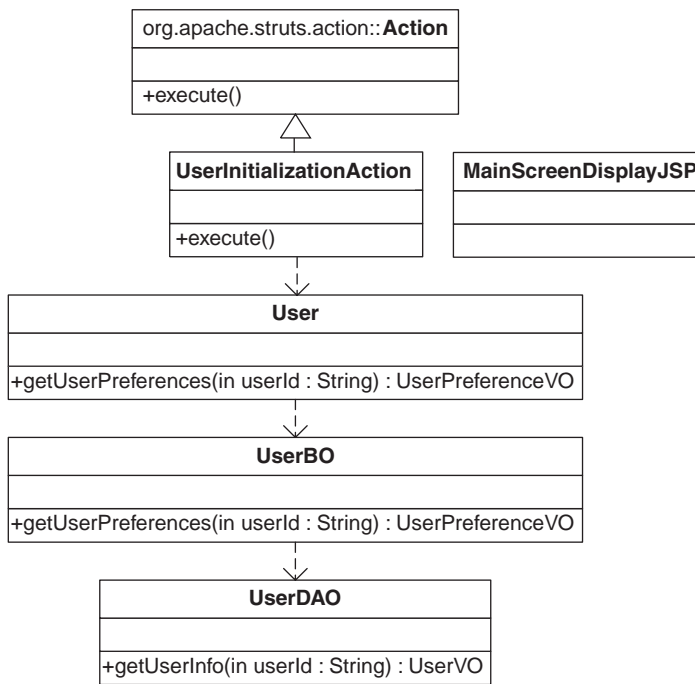 org.apache.struts.action::Action
+execute()
UserInitializationAction
+execute()
MainScreenDisplayJSP
User
+getUserPreferences(in userId : String) : UserPreferenceVO
UserBO
+getUserPreferences(in userId : String) : UserPreferenceVO
UserDAO
+getUserInfo(in userId : String) : UserVO